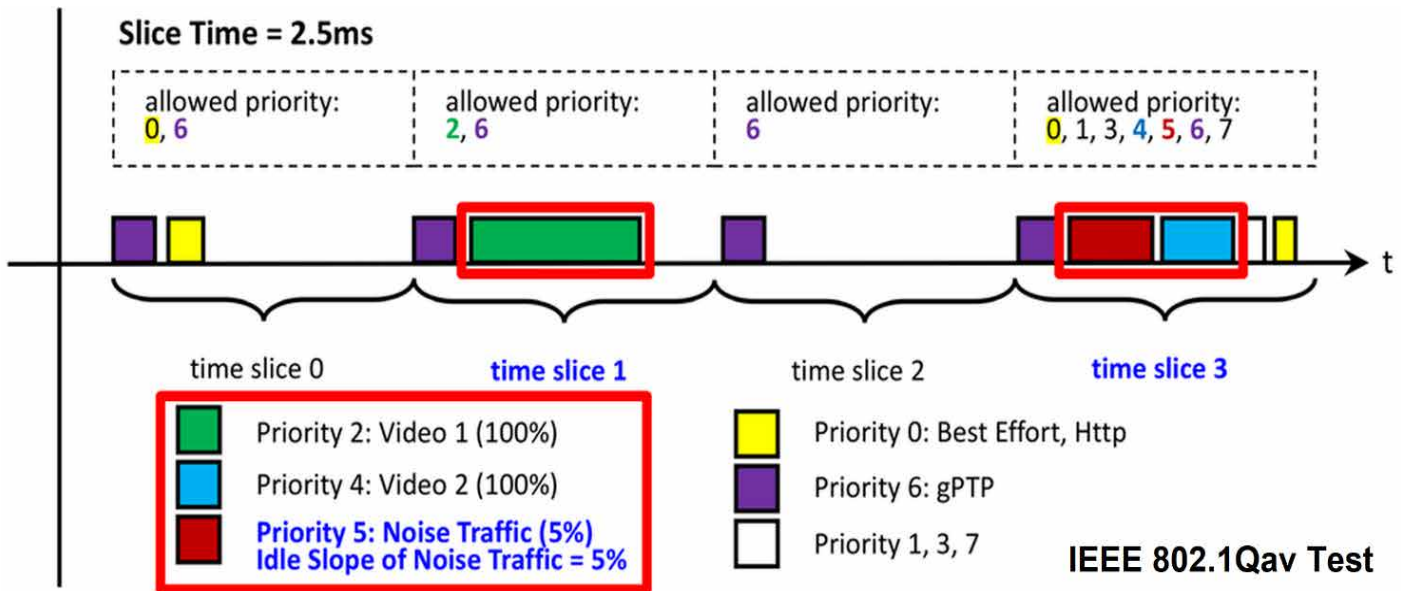 Slice Time = 2.5ms
allowed priority:
0, 6
allowed priority:
2, 6
allowed priority:
6
allowed priority:
0, 1, 3, 4, 5, 6, 7
t
time slice 0
time slice 1
time slice 2
time slice 3
Priority 2: Video 1 (100%)
Priority 4: Video 2 (100%)
Priority 5: Noise Traffic (5%)
Idle Slope of Noise Traffic = 5%
Priority 0: Best Effort, Http
Priority 6: gPTP
Priority 1, 3, 7
IEEE 802.1Qav Test